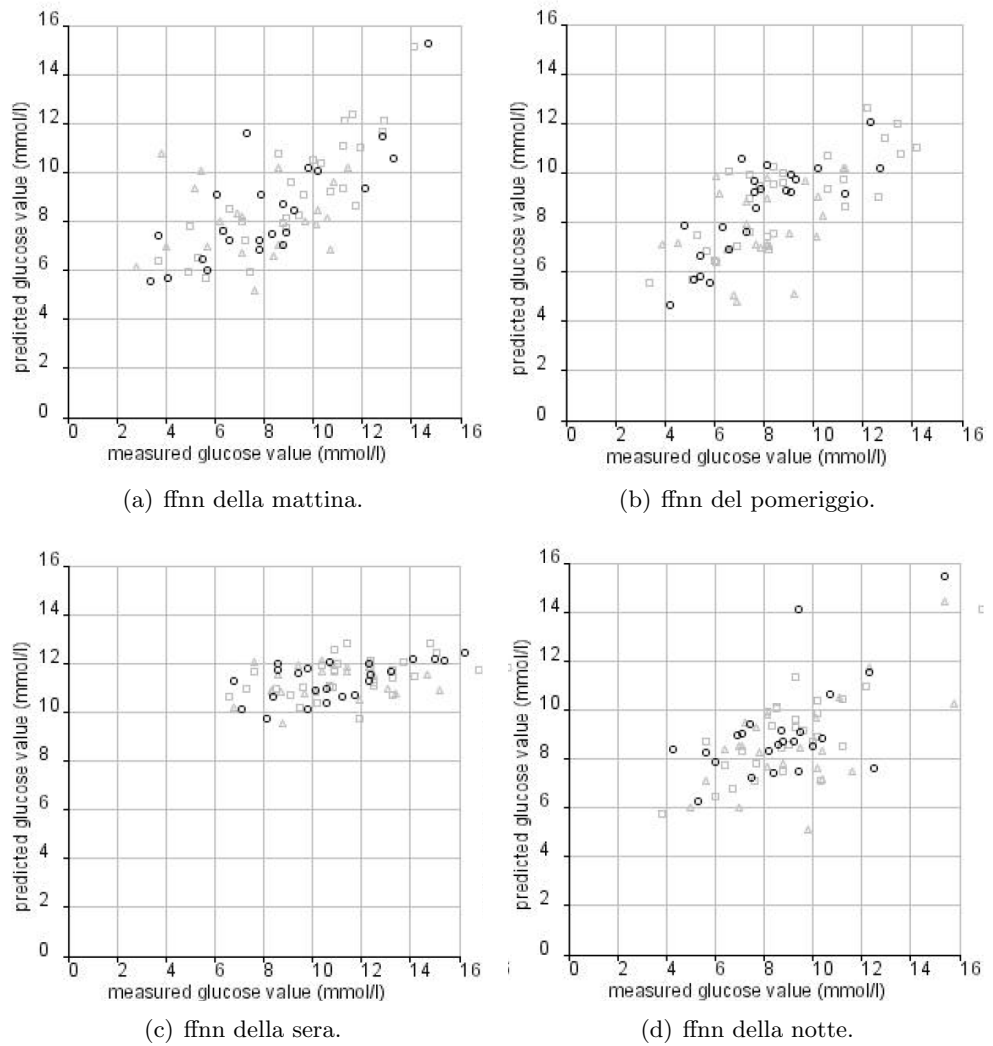 16
14
12
10
8
6
4
2
0
predicted glucose value (mmol/l)
0 2 4 6 8 10 12 14 16
measured glucose value (mmol/l)
(a) ffnn della mattina.
16
14
12
10
8
6
4
2
0
predicted glucose value (mmol/l)
0 2 4 6 8 10 12 14 16
measured glucose value (mmol/l)
(b) ffnn del pomeriggio.
16
14
12
10
8
6
4
2
0
predicted glucose value (mmol/l)
0 2 4 6 8 10 12 14 16
measured glucose value (mmol/l)
(c) ffnn della sera.
16
14
12
10
8
6
4
2
0
predicted glucose value (mmol/l)
0 2 4 6 8 10 12 14 16
measured glucose value (mmol/l)
(d) ffnn della notte.